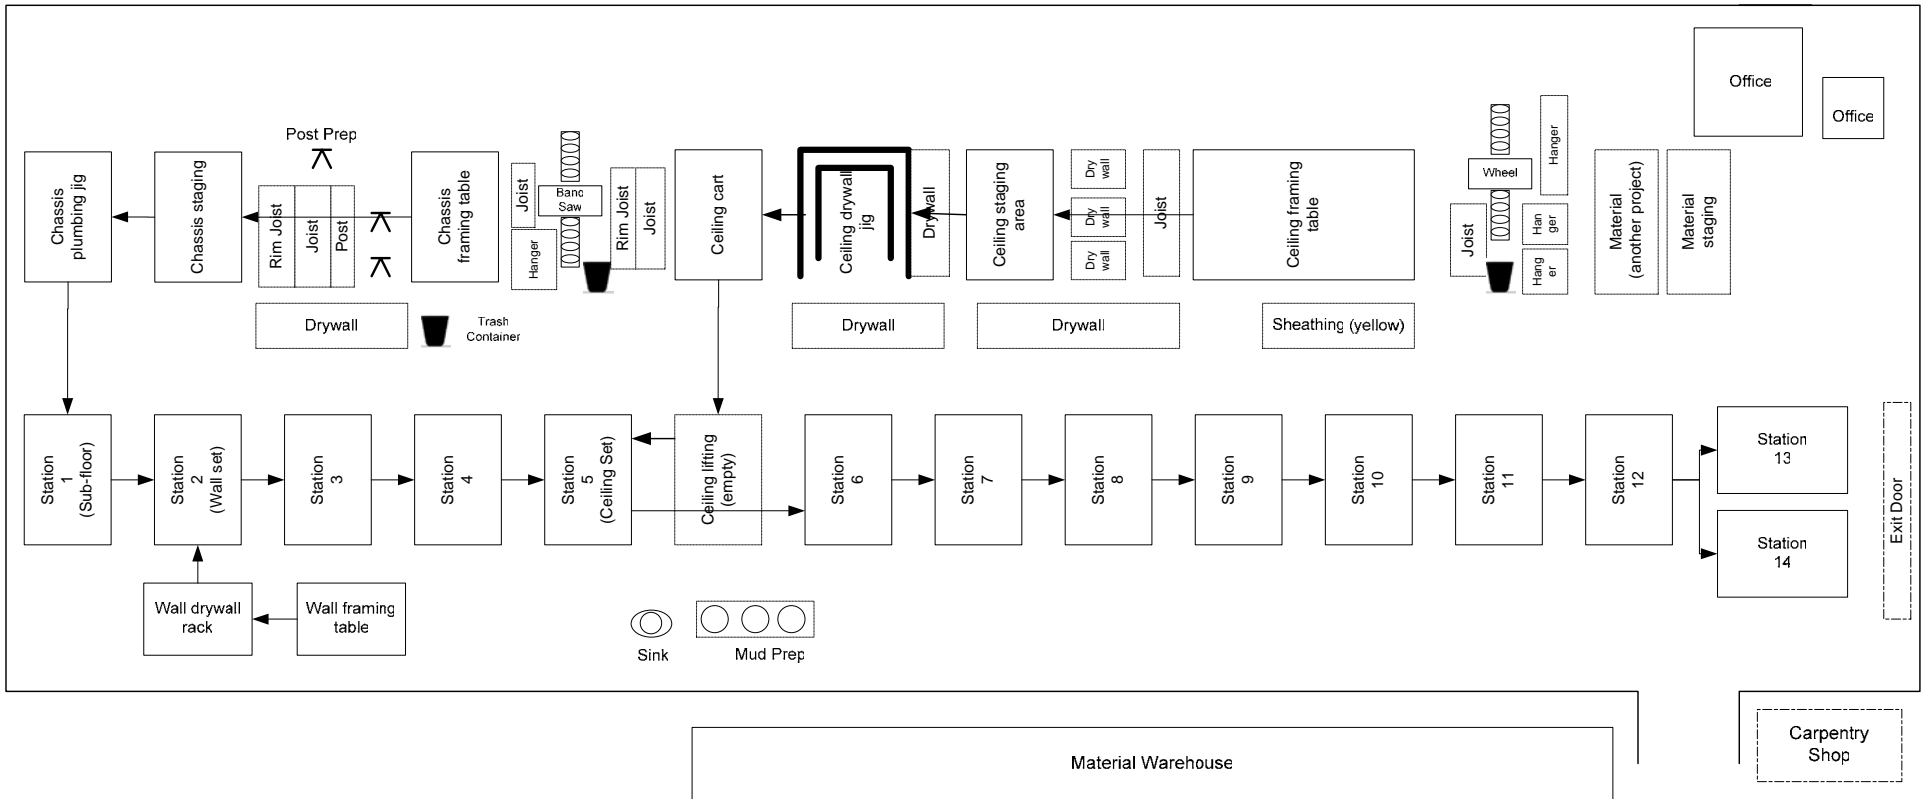 Office
Office
Post Prep
Chassis
plumbing jig
Chassis staging
Rim Joist
Joist
Post
Chassis
framing table
Joist
Hanger
Band
Saw
Rim Joist
Joist
Ceiling cart
Ceiling drywall
jig
Drywall
Ceiling staging
area
Dry
wall
Dry
wall
Dry
wall
Joist
Ceiling framing
table
Joist
Wheel
Hanger
Han
ger
Hang
er
Material
(another project)
Material
staging
Drywall
Trash
Container
Drywall
Drywall
Sheathing (yellow)
Station
1
(Sub-floor)
Station
2
(Wall set)
Station
3
Station
4
Station
5
(Ceiling Set)
Ceiling lifting
(empty)
Station
6
Station
7
Station
8
Station
9
Station
10
Station
11
Station
12
Station
13
Station
14
Exit Door
Wall drywall
rack
Wall framing
table
Sink
Mud Prep
Material Warehouse
Carpentry
Shop